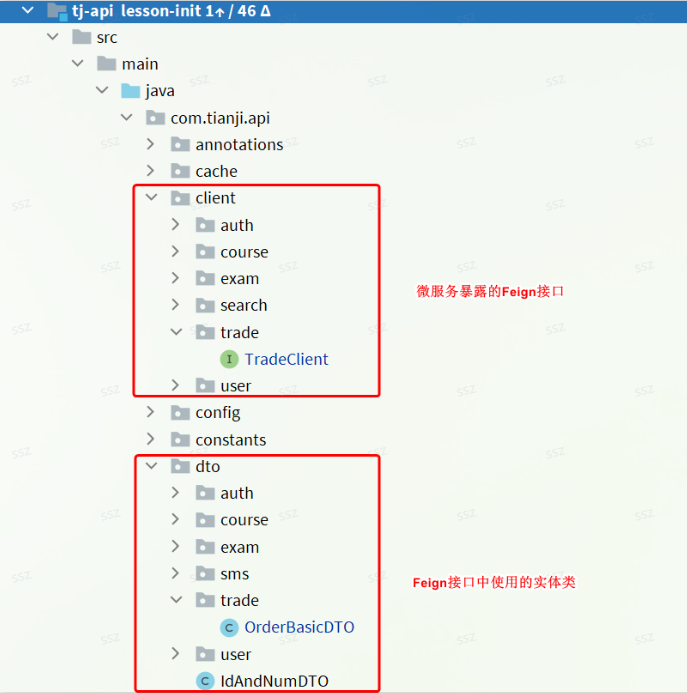 tj-api lesson-init 1↑ / 46 Δ
src
main
java
com.tianji.api
annotations
cache
client
auth
course
exam
微服务暴露的Feign接口
search
trade
TradeClient
user
config
constants
dto
auth
course
exam
sms
Feign接口中使用的实体类
trade
OrderBasicDTO
user
IdAndNumDTO